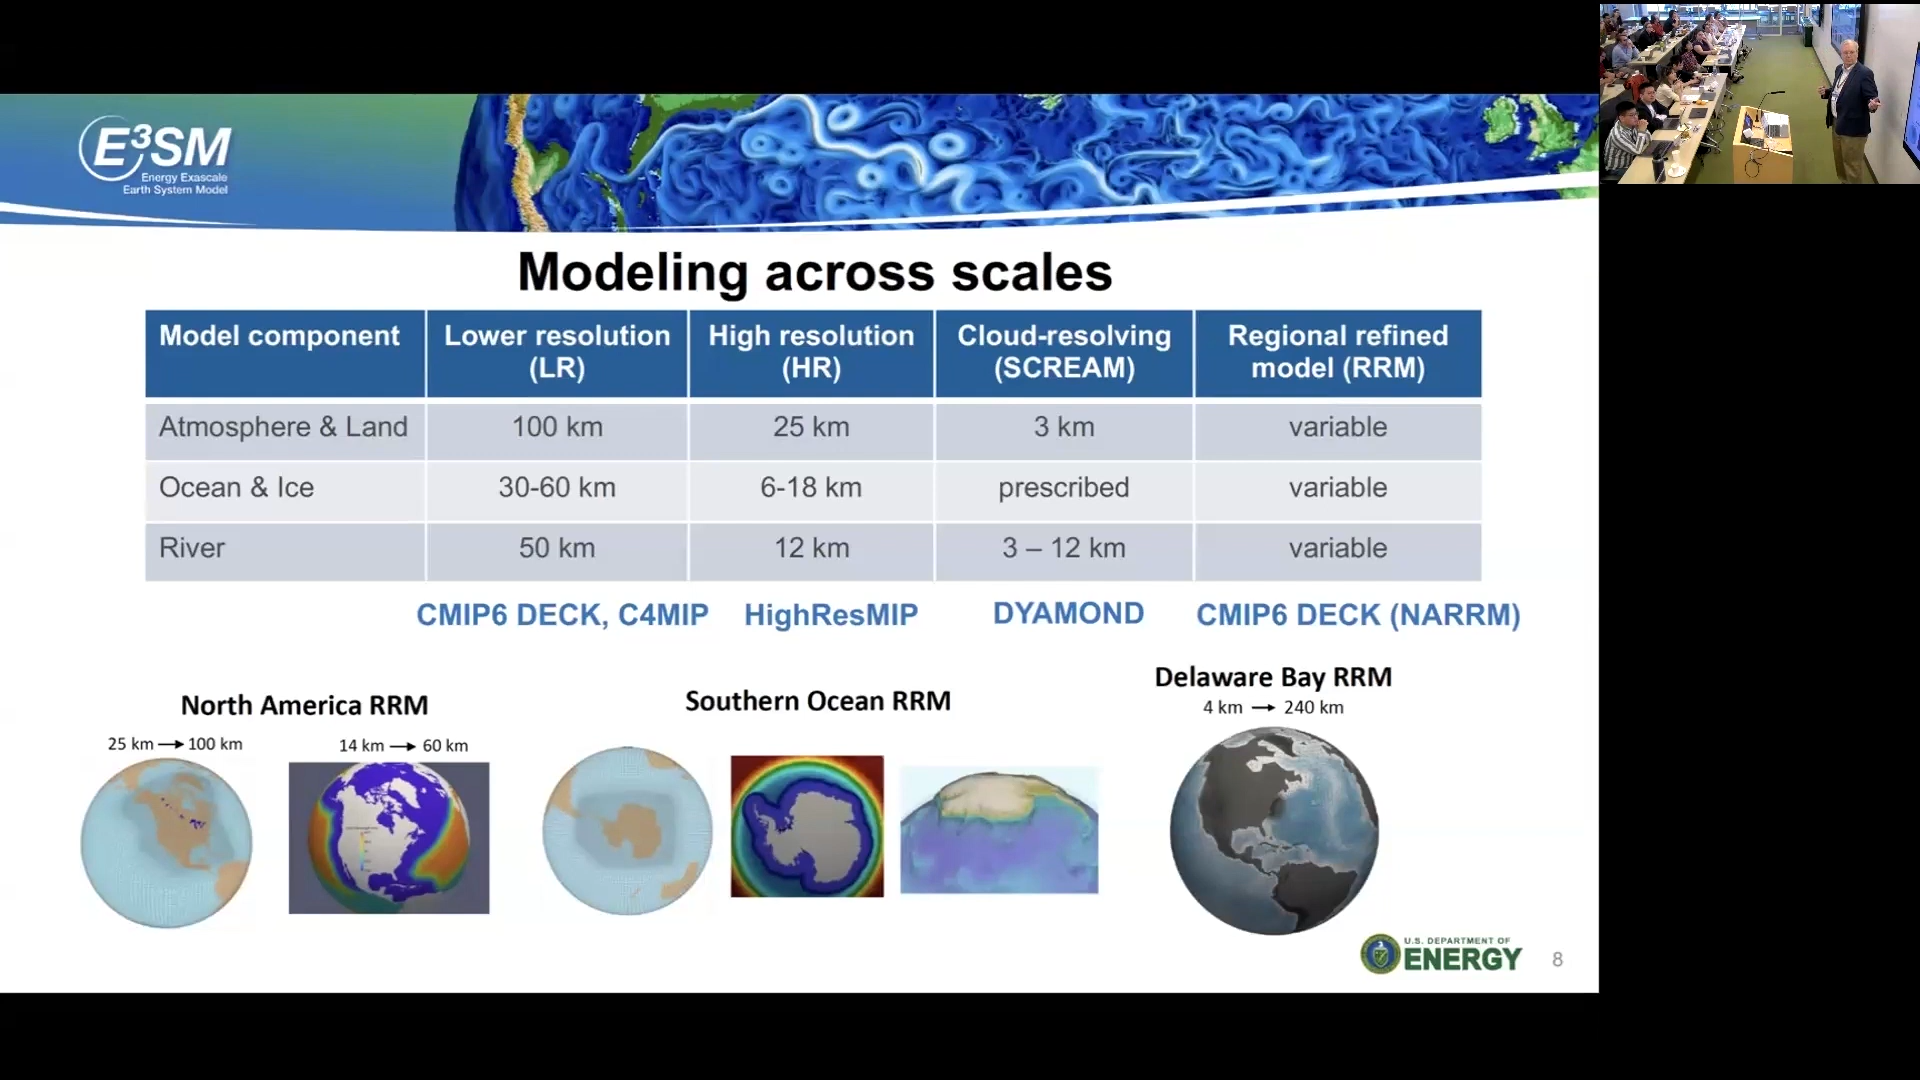 E³SM
Energy Exascale
Earth System Model
Modeling across scales
Model component Lower resolution (LR) High resolution (HR) Cloud-resolving (SCREAM) Regional refined model (RRM)
Atmosphere & Land 100 km 25 km 3 km variable
Ocean & Ice 30-60 km 6-18 km prescribed variable
River 50 km 12 km 3 – 12 km variable
CMIP6 DECK, C4MIP HighResMIP DYAMOND CMIP6 DECK (NARRM)
North America RRM
25 km → 100 km
14 km → 60 km
Southern Ocean RRM
Delaware Bay RRM
4 km → 240 km
U.S. DEPARTMENT OF
ENERGY
8